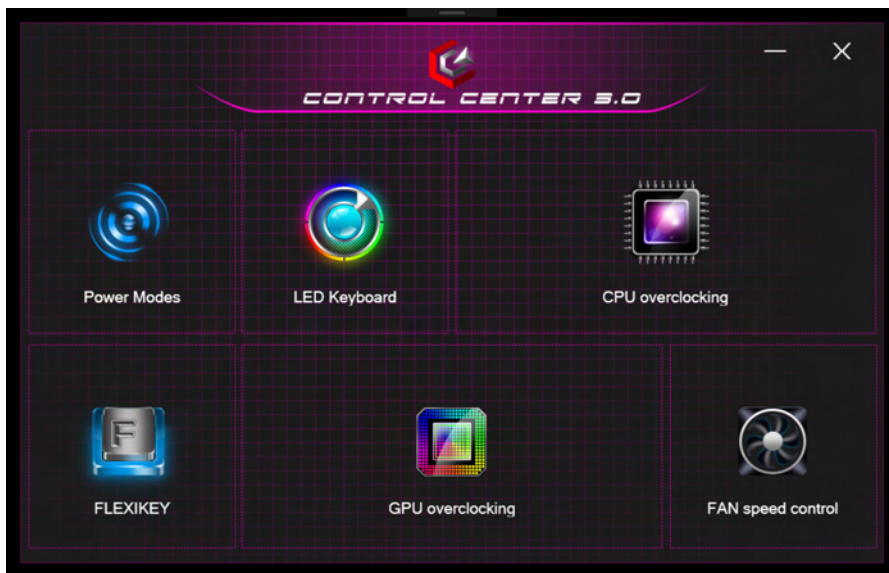 CONTROL CENTER 3.0
Power Modes
LED Keyboard
CPU overclocking
F
FLEXIKEY
GPU overclocking
FAN speed control